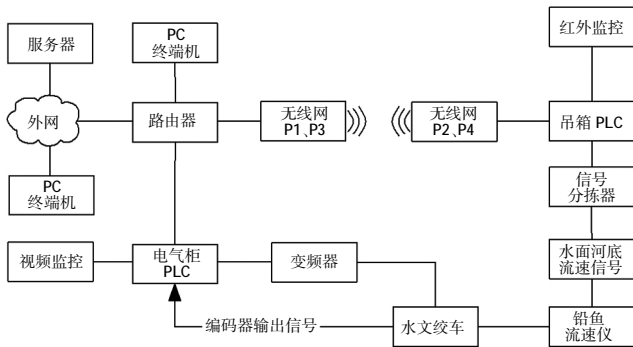 服务器
PC
终端机
红外监控
外网
路由器
无线网
P1、P3
无线网
P2、P4
吊箱 PLC
PC
终端机
信号
分拣器
视频监控
电气柜
PLC
变频器
水面河底
流速信号
编码器输出信号
水文绞车
铅鱼
流速仪